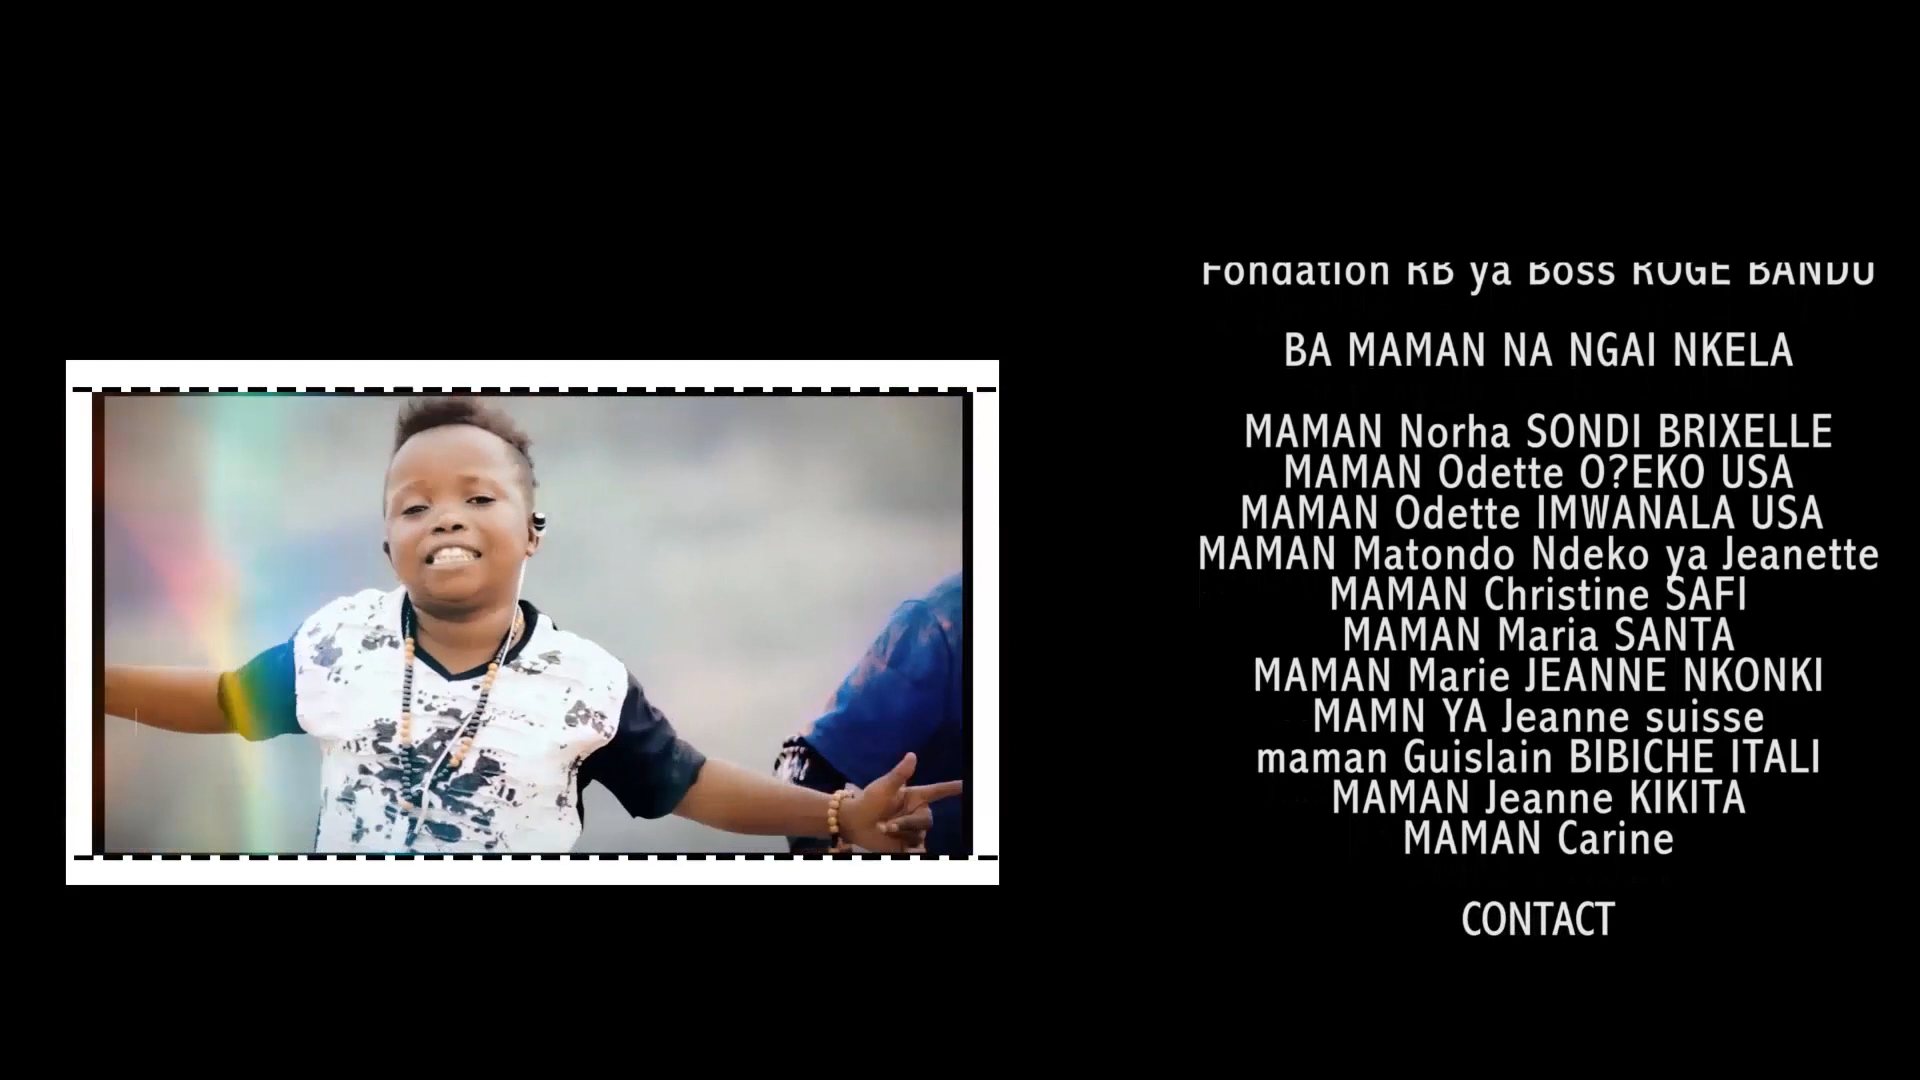 Fondation RB ya Boss ROGE BANDU
BA MAMAN NA NGAI NKELA
MAMAN Norha SONDI BRIXELLE
MAMAN Odette O?EKO USA
MAMAN Odette IMWANALA USA
MAMAN Matondo Ndeko ya Jeanette
MAMAN Christine SAFI
MAMAN Maria SANTA
MAMAN Marie JEANNE NKONKI
MAMN YA Jeanne suisse
maman Guislain BIBICHE ITALI
MAMAN Jeanne KIKITA
MAMAN Carine
CONTACT